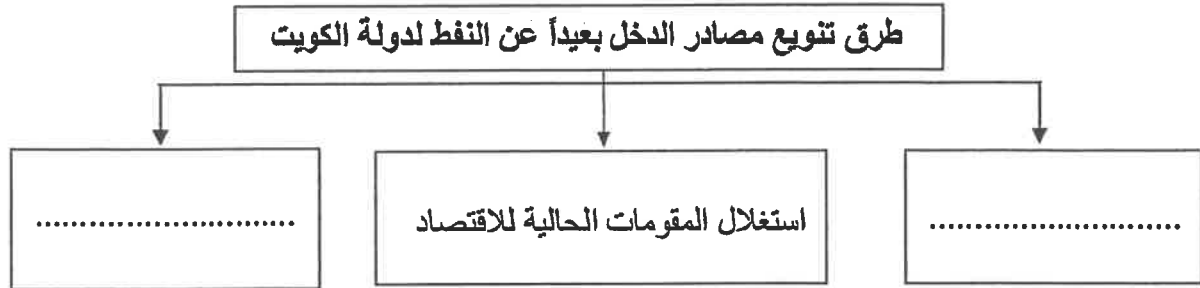 طرق تنويع مصادر الدخل بعيداً عن النفط لدولة الكويت
............................
استغلال المقومات الحالية للاقتصاد
............................